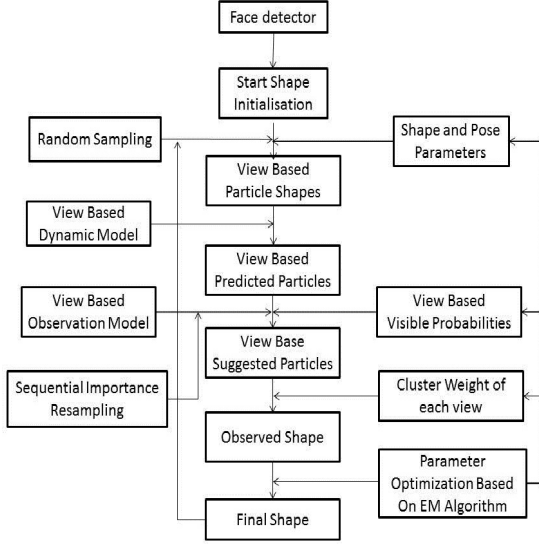 Face detector
Start Shape
Initialisation
Random Sampling
Shape and Pose
Parameters
View Based
Particle Shapes
View Based
Dynamic Model
View Based
Predicted Particles
View Based
Observation Model
View Based
Visible Probabilities
View Base
Suggested Particles
Sequential Importance
Resampling
Cluster Weight of
each view
Observed Shape
Parameter
Optimization Based
On EM Algorithm
Final Shape